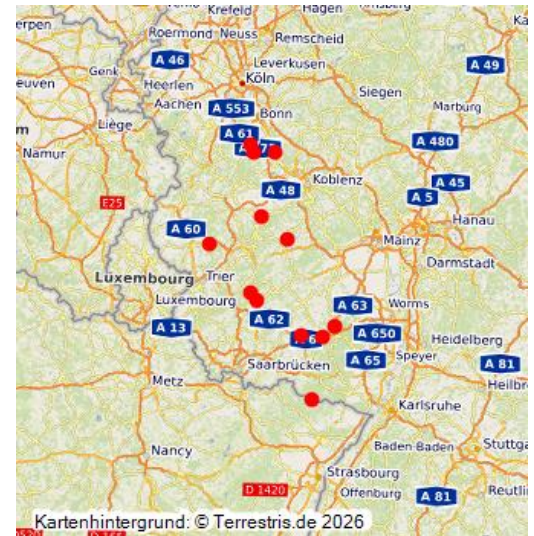 Krefeld
Hagen
Roermond Neuss Remscheid
A 46
Leverkusen
A 49
Genk
Heerlen
Köln
Aachen
Siegen
A 553
Marburg
Liège
Bonn
A 61
A 480
Namur
Koblenz
A 45
A 48
E25
A 5
Hanau
A 60
Mainz
Darmstadt
Luxembourg
Trier
Luxembourg
A 63
Worms
A 62
A 13
A 650
Heidelberg
A 65
Speyer
Saarbrücken
A 81
Metz
Karlsruhe
Nancy
Baden-Baden
Strasbourg
D 1420
Offenburg
A 81
Kartenhintergrund: © Terrestris.de 2026